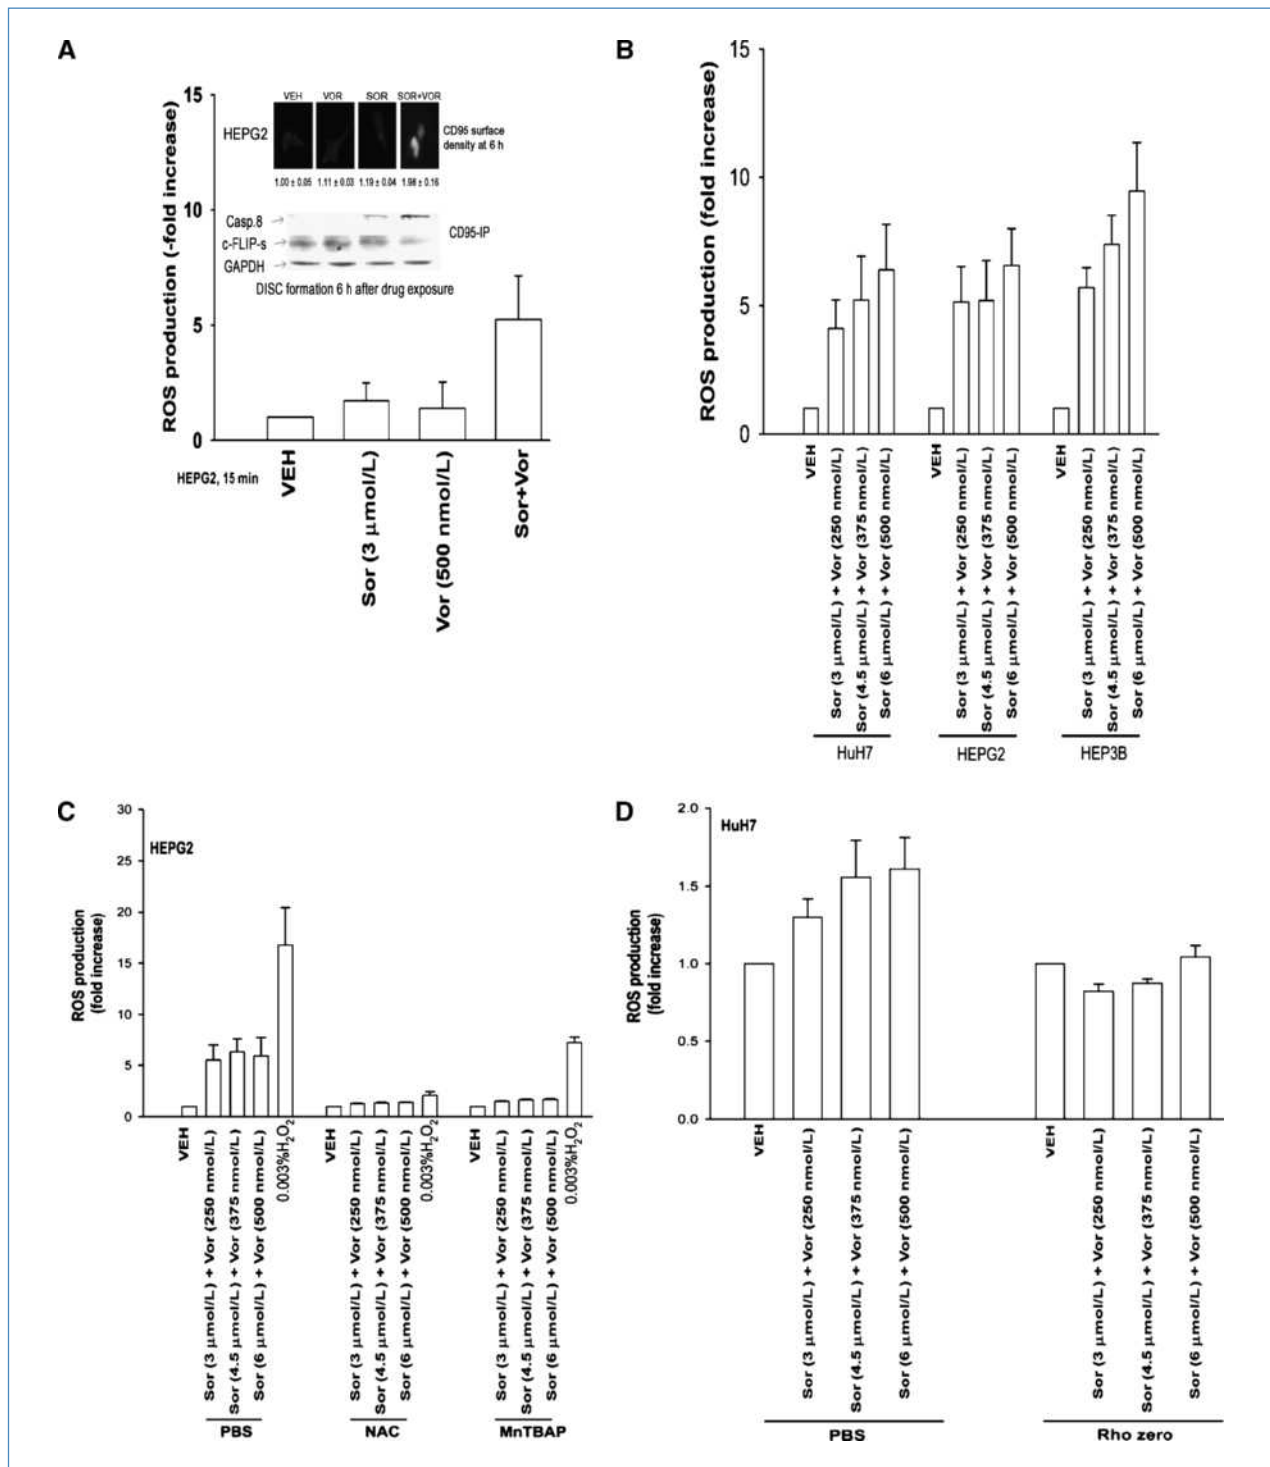 A
ROS production (-fold increase)
15
10
5
0
HEPG2
VEH
VOR
SOR
SOR+VOR
CD95 surface
density at 6 h
1.00 ± 0.05
1.11 ± 0.03
1.19 ± 0.04
1.98 ± 0.16
Casp.8
c-FLIP-s
GAPDH
CD95-IP
DISC formation 6 h after drug exposure
HEPG2, 15 min
VEH
Sor (3 μmol/L)
Vor (500 nmol/L)
Sor+Vor
B
ROS production (fold increase)
15
10
5
0
VEH
Sor (3 μmol/L) + Vor (250 nmol/L)
Sor (4.5 μmol/L) + Vor (375 nmol/L)
Sor (6 μmol/L) + Vor (500 nmol/L)
VEH
Sor (3 μmol/L) + Vor (250 nmol/L)
Sor (4.5 μmol/L) + Vor (375 nmol/L)
Sor (6 μmol/L) + Vor (500 nmol/L)
VEH
Sor (3 μmol/L) + Vor (250 nmol/L)
Sor (4.5 μmol/L) + Vor (375 nmol/L)
Sor (6 μmol/L) + Vor (500 nmol/L)
HuH7
HEPG2
HEP3B
C
ROS production
(fold increase)
30
25
20
15
10
5
0
HEPG2
VEH
Sor (3 μmol/L) + Vor (250 nmol/L)
Sor (4.5 μmol/L) + Vor (375 nmol/L)
Sor (6 μmol/L) + Vor (500 nmol/L)
0.003%H₂O₂
VEH
Sor (3 μmol/L) + Vor (250 nmol/L)
Sor (4.5 μmol/L) + Vor (375 nmol/L)
Sor (6 μmol/L) + Vor (500 nmol/L)
0.003%H₂O₂
VEH
Sor (3 μmol/L) + Vor (250 nmol/L)
Sor (4.5 μmol/L) + Vor (375 nmol/L)
Sor (6 μmol/L) + Vor (500 nmol/L)
0.003%H₂O₂
PBS
NAC
MnTBAP
D
ROS production
(fold increase)
2.0
1.5
1.0
0.5
0.0
HuH7
VEH
Sor (3 μmol/L) + Vor (250 nmol/L)
Sor (4.5 μmol/L) + Vor (375 nmol/L)
Sor (6 μmol/L) + Vor (500 nmol/L)
VEH
Sor (3 μmol/L) + Vor (250 nmol/L)
Sor (4.5 μmol/L) + Vor (375 nmol/L)
Sor (6 μmol/L) + Vor (500 nmol/L)
PBS
Rho zero